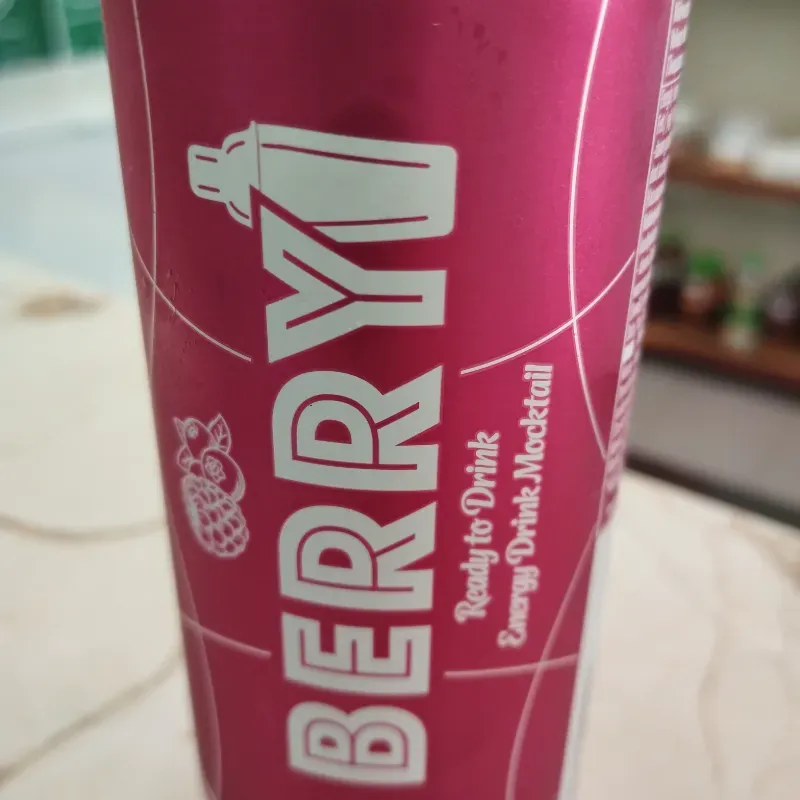 BERRY
Ready to Drink
Energy Drink Mocktail